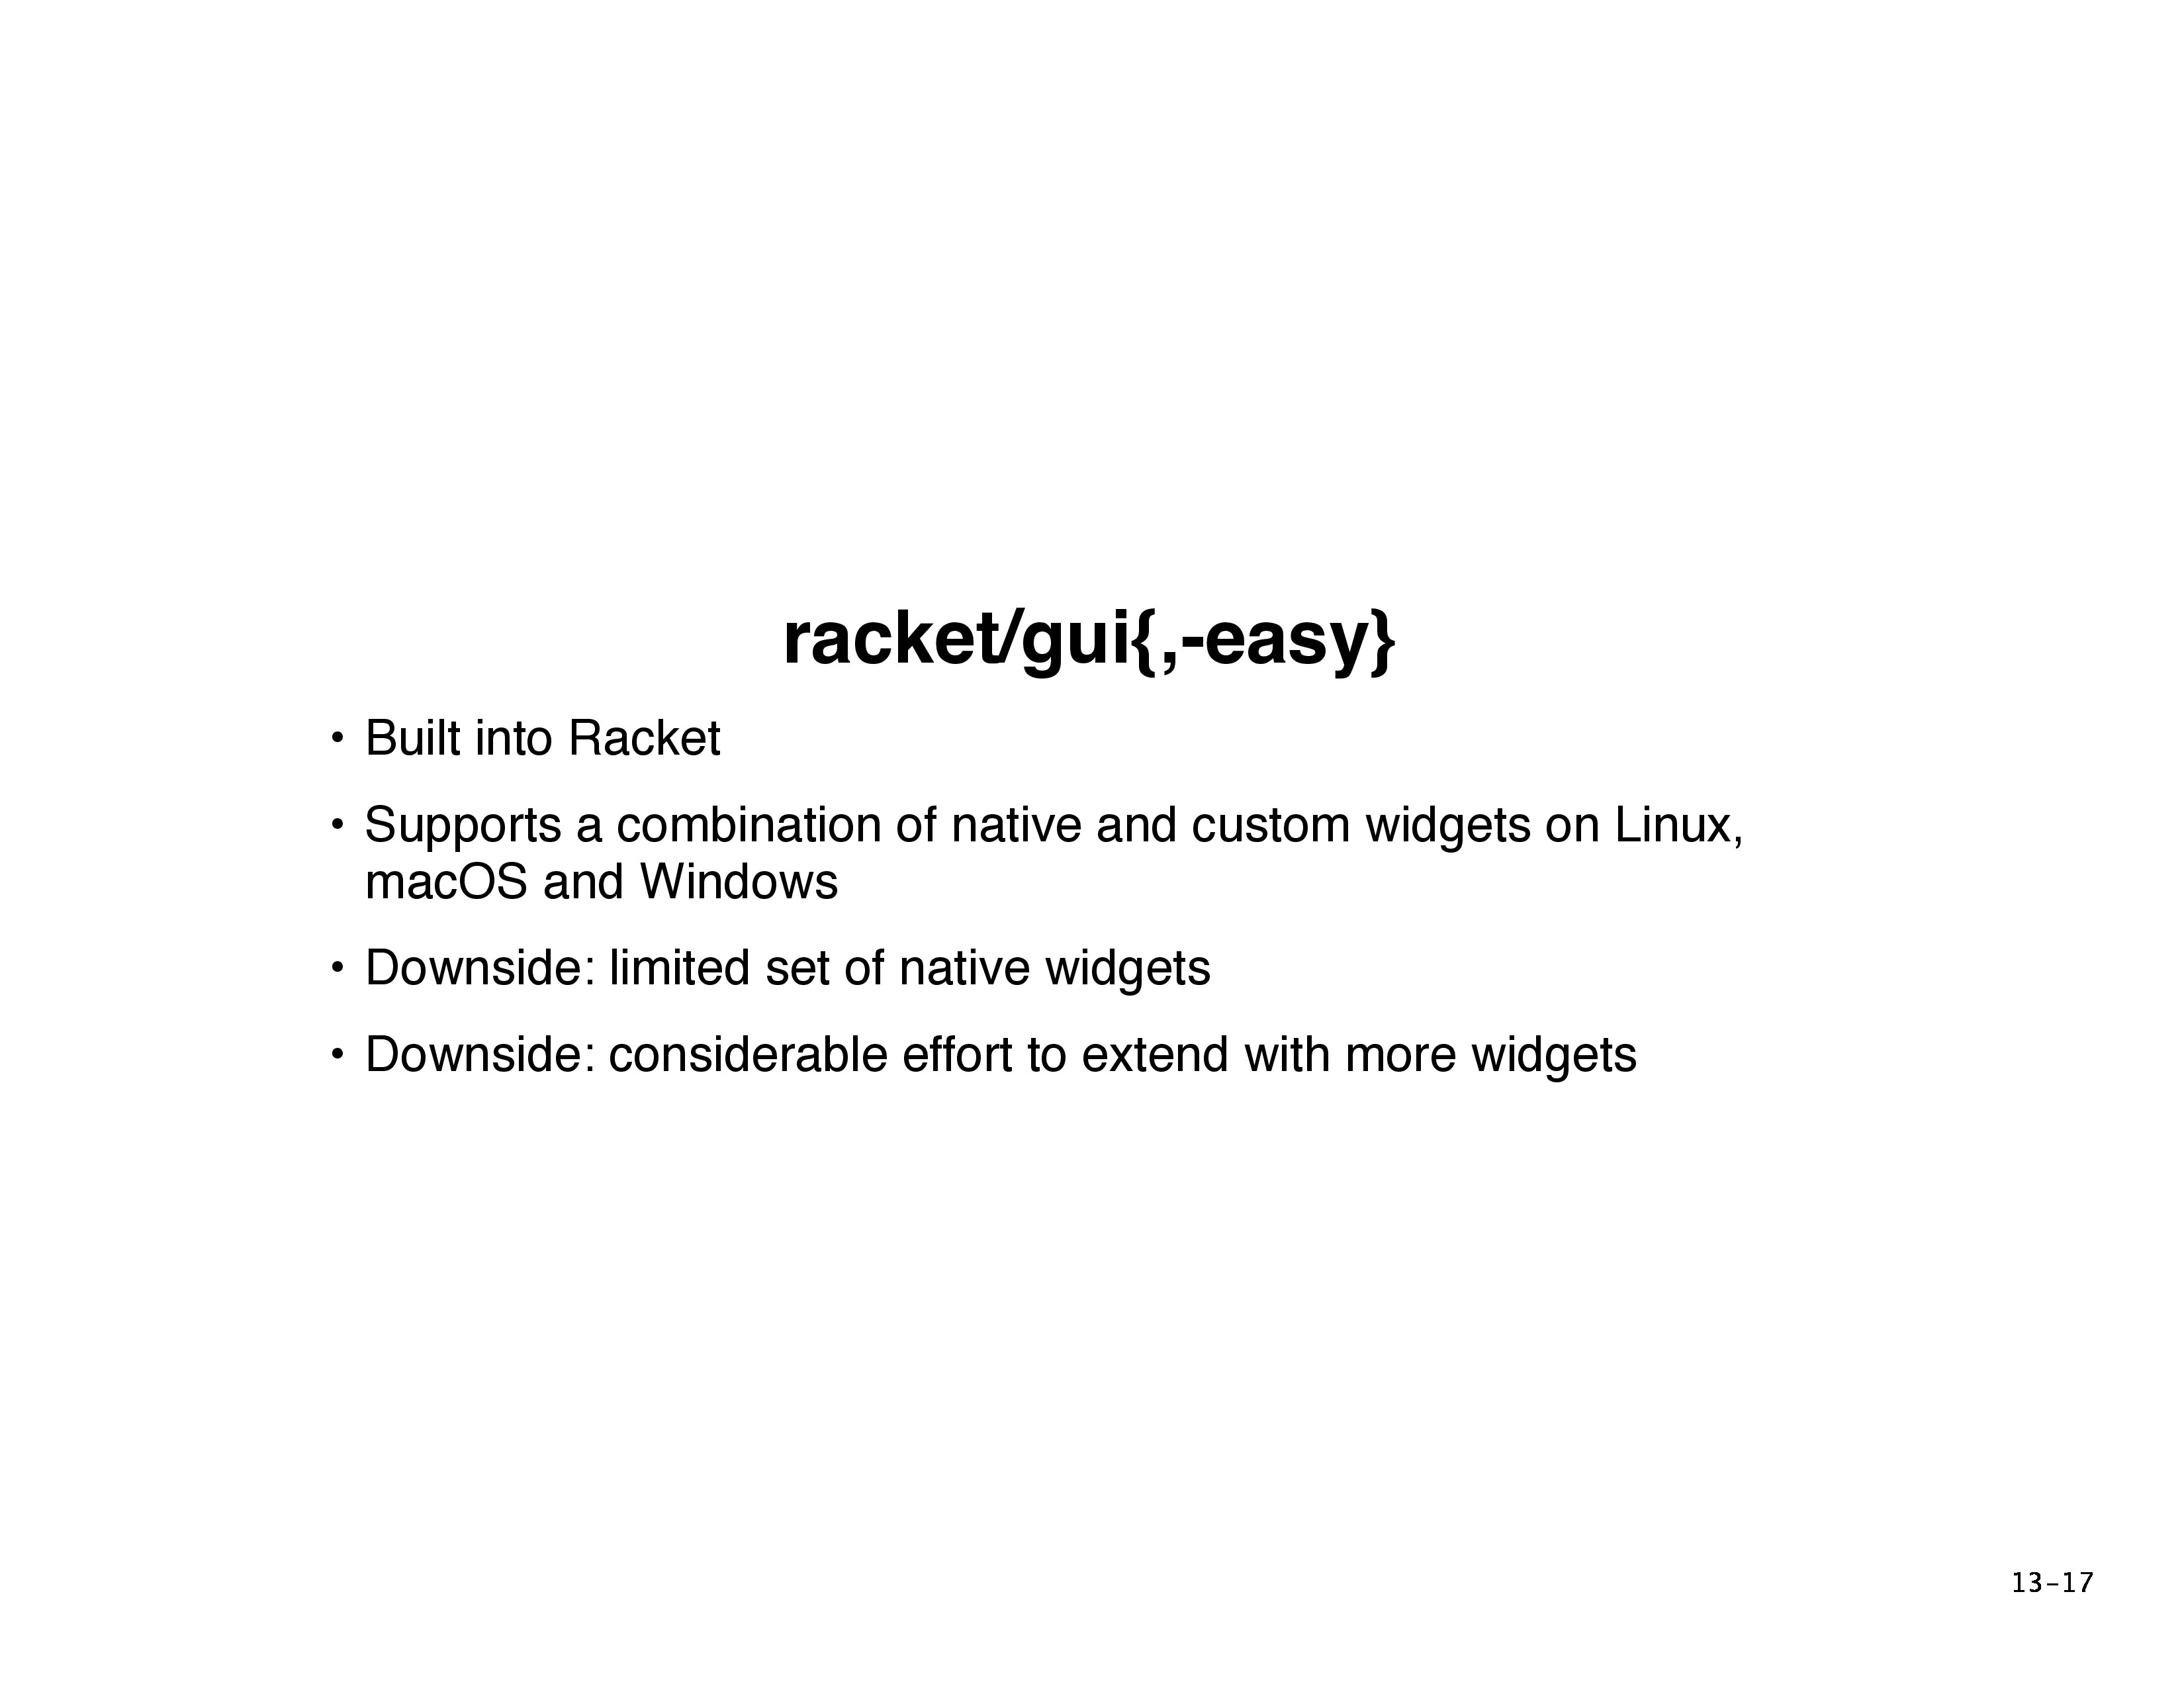 racket/gui{,-easy}
• Built into Racket
• Supports a combination of native and custom widgets on Linux,
macOS and Windows
• Downside: limited set of native widgets
• Downside: considerable effort to extend with more widgets
13-17